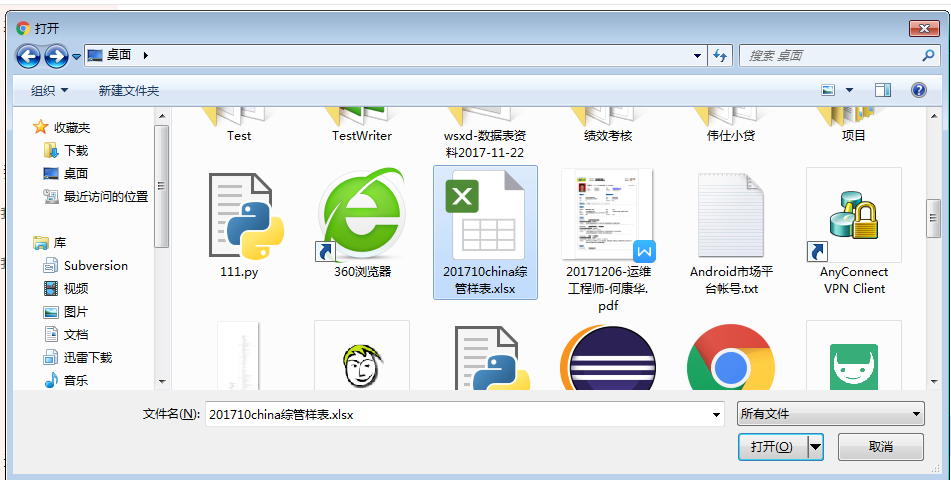 打开
桌面
搜索 桌面
组织
新建文件夹
收藏夹
下载
桌面
最近访问的位置
库
Subversion
视频
图片
文档
迅雷下载
音乐
Test
TestWriter
wsxd-数据表资
料2017-11-22
绩效考核
伟仕小贷
项目
111.py
360浏览器
201710china综
管样表.xlsx
20171206-运维
工程师-何康华.
pdf
Android市场平
台帐号.txt
AnyConnect
VPN Client
文件名(N):
201710china综管样表.xlsx
所有文件
打开(O)
取消